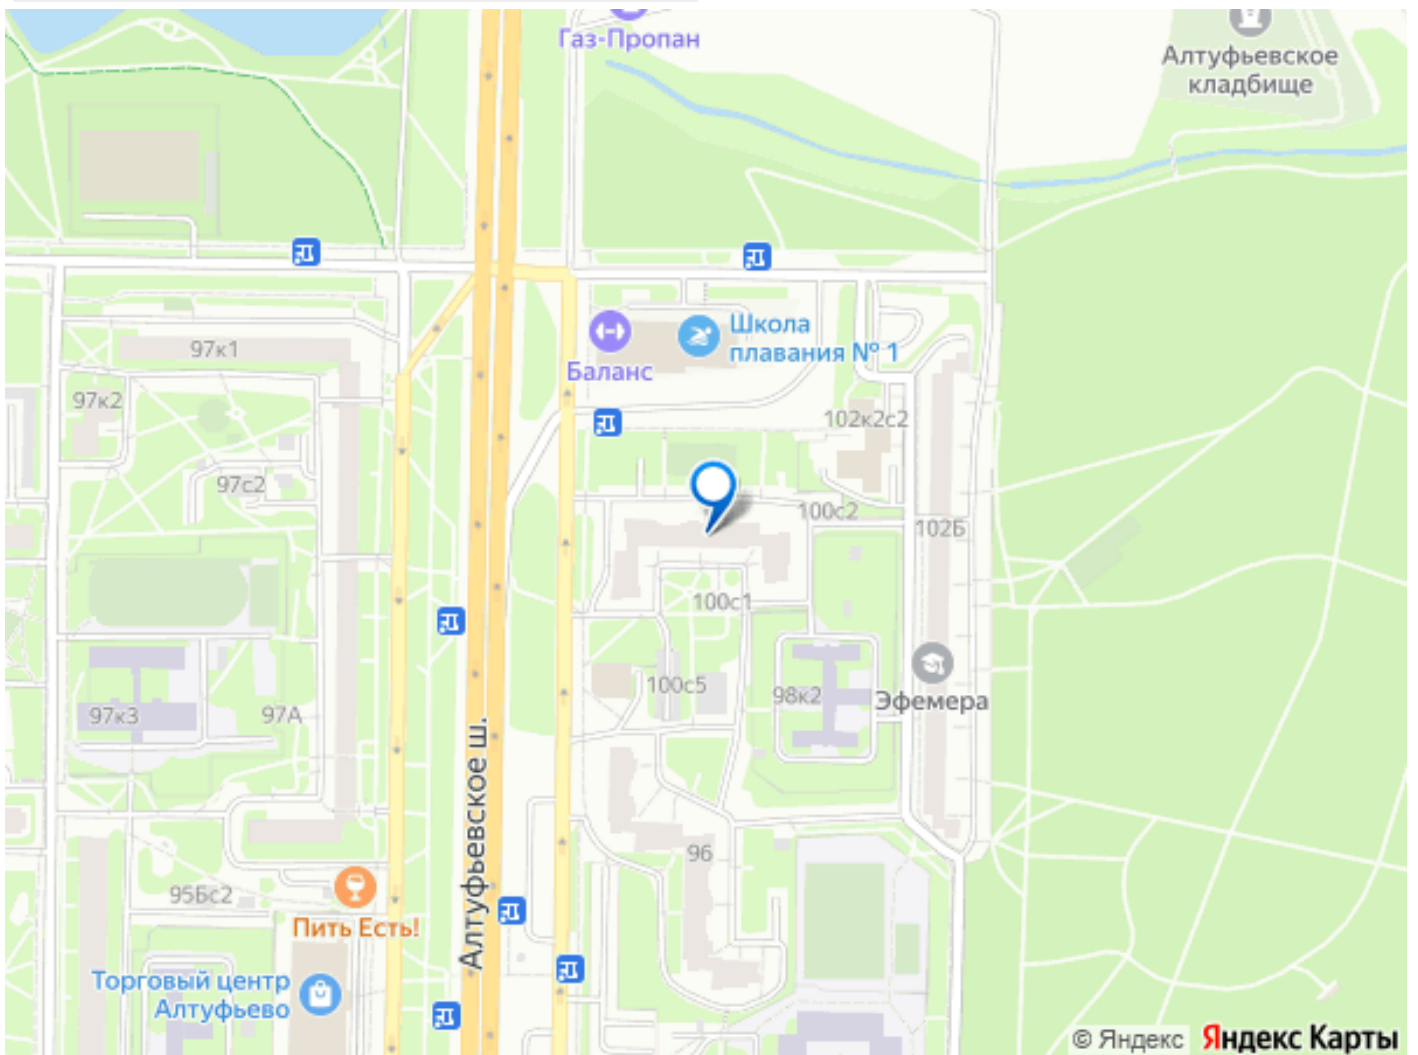 Газ-Пропан
Алтуфьевское
кладбище
Школа
плавания № 1
97к1
Баланс
97к2
102к2с2
97с2
100с2
102Б
100с1
100с5
98к2
Эфемера
97к3
97А
Алтуфьевское ш.
96
95Бс2
Пить Есть!
Торговый центр
Алтуфьево
© Яндекс Яндекс Карты